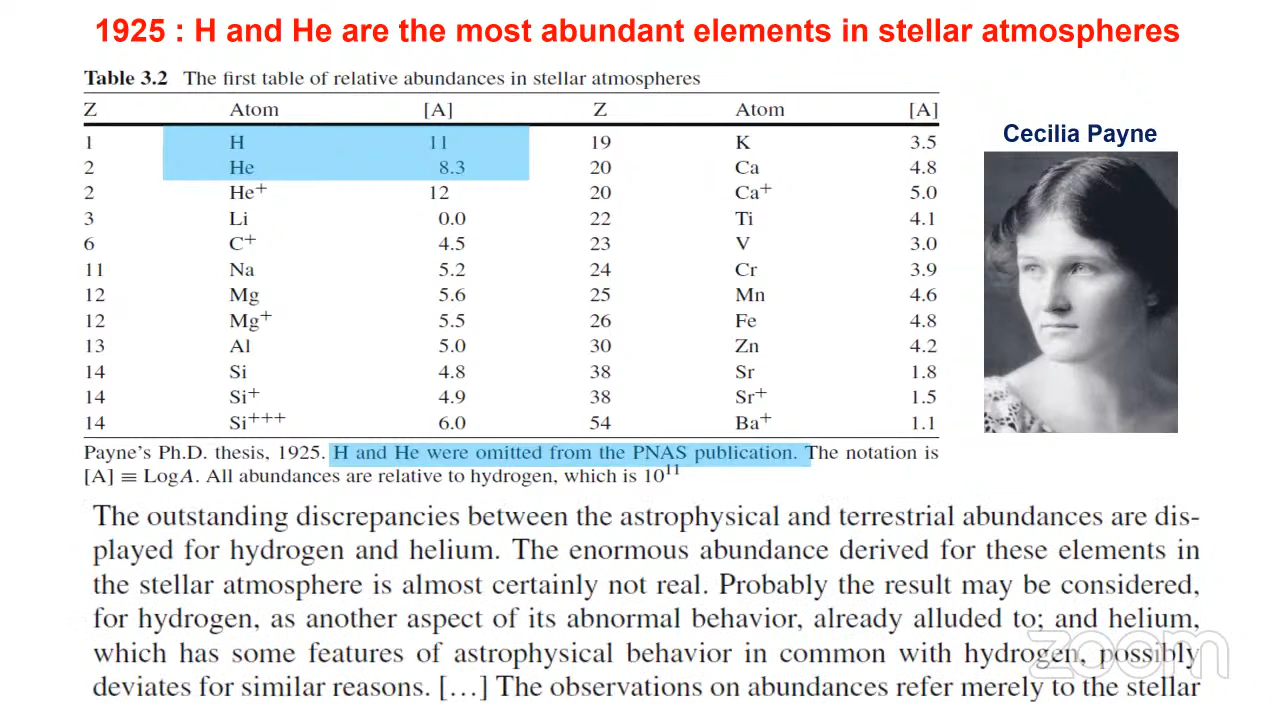 1925 : H and He are the most abundant elements in stellar atmospheres
Table 3.2 The first table of relative abundances in stellar atmospheres
Z Atom [A] Z Atom [A]
1 H 11 19 K 3.5
2 He 8.3 20 Ca 4.8
2 He⁺ 12 20 Ca⁺ 5.0
3 Li 0.0 22 Ti 4.1
6 C⁺ 4.5 23 V 3.0
11 Na 5.2 24 Cr 3.9
12 Mg 5.6 25 Mn 4.6
12 Mg⁺ 5.5 26 Fe 4.8
13 Al 5.0 30 Zn 4.2
14 Si 4.8 38 Sr 1.8
14 Si⁺ 4.9 38 Sr⁺ 1.5
14 Si⁺⁺⁺ 6.0 54 Ba⁺ 1.1
Payne's Ph.D. thesis, 1925. H and He were omitted from the PNAS publication. The notation is
[A] ≡ LogA. All abundances are relative to hydrogen, which is 10¹¹
Cecilia Payne
The outstanding discrepancies between the astrophysical and terrestrial abundances are dis-
played for hydrogen and helium. The enormous abundance derived for these elements in
the stellar atmosphere is almost certainly not real. Probably the result may be considered,
for hydrogen, as another aspect of its abnormal behavior, already alluded to; and helium,
which has some features of astrophysical behavior in common with hydrogen, possibly
deviates for similar reasons. […] The observations on abundances refer merely to the stellar
zoom